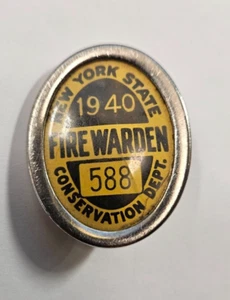 NEW YORK STATE
1940
FIRE WARDEN
588
CONSERVATION DEPT.